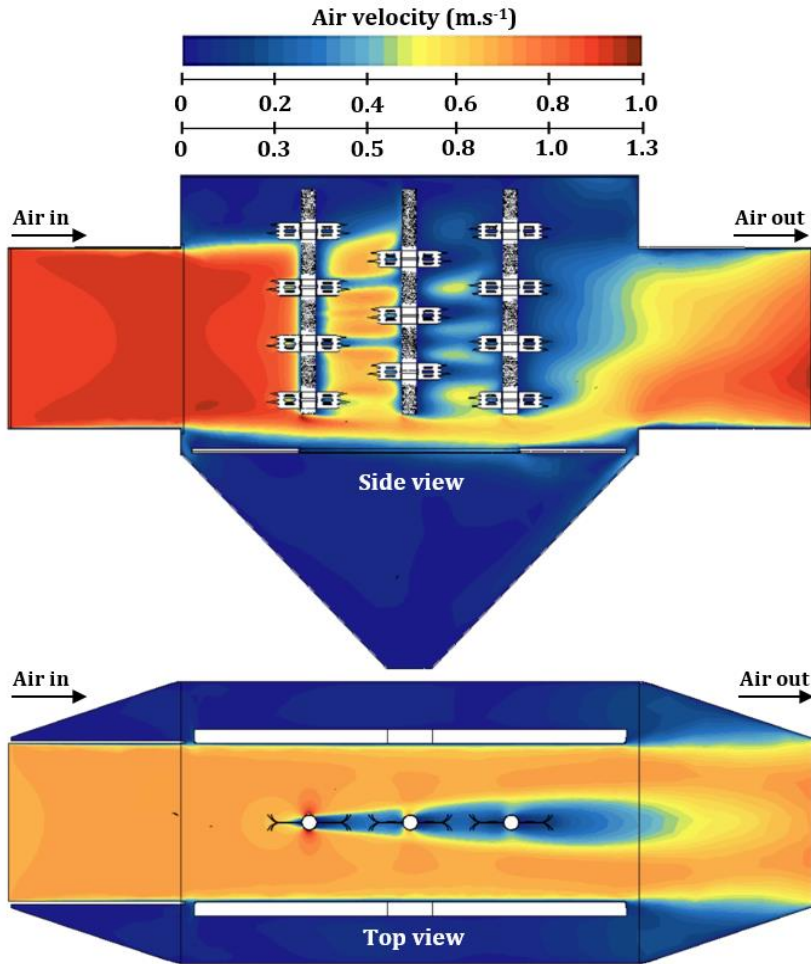 Air velocity (m.s⁻¹)
0 0.2 0.4 0.6 0.8 1.0
0 0.3 0.5 0.8 1.0 1.3
Air in
Air out
Side view
Air in
Air out
Top view